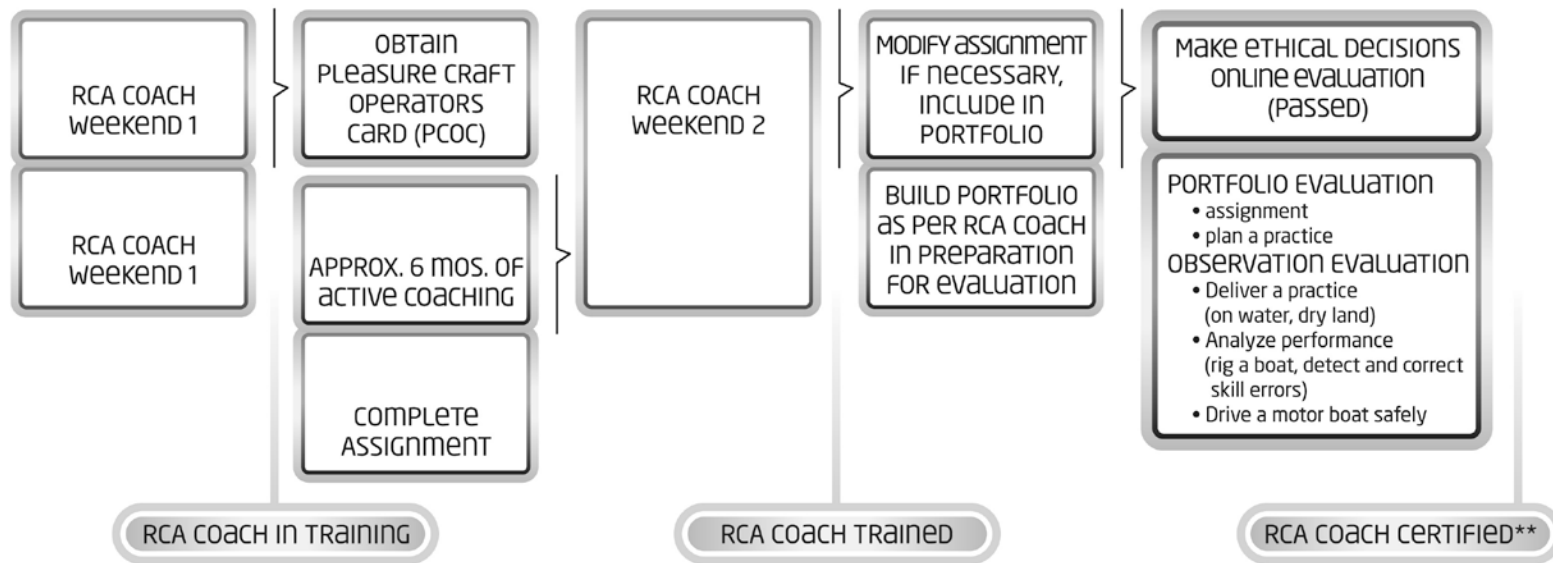 RCA COACH
WEEKEND 1
RCA COACH
WEEKEND 1
OBTAIN
PLEASURE CRAFT
OPERATORS
CARD (PCOC)
APPROX. 6 MOS. OF
ACTIVE COACHING
COMPLETE
ASSIGNMENT
RCA COACH
WEEKEND 2
MODIFY ASSIGNMENT
IF NECESSARY,
INCLUDE IN
PORTFOLIO
BUILD PORTFOLIO
AS PER RCA COACH
IN PREPARATION
FOR EVALUATION
MAKE ETHICAL DECISIONS
ONLINE EVALUATION
(PASSED)
PORTFOLIO EVALUATION
• assignment
• plan a practice
OBSERVATION EVALUATION
• Deliver a practice
(on water, dry land)
• Analyze performance
(rig a boat, detect and correct
skill errors)
• Drive a motor boat safely
RCA COACH IN TRAINING
RCA COACH TRAINED
RCA COACH CERTIFIED**